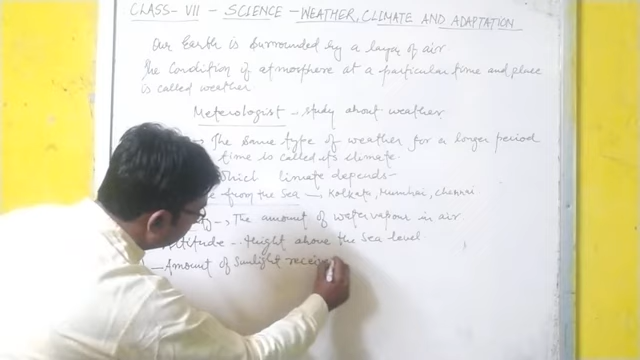 CLASS- VII - SCIENCE - WEATHER, CLIMATE AND ADAPTATION
Our Earth is surrounded by a layer of air
The Condition of atmosphere at a particular time and place
is called weather
Meterologist - study about weather
The same type of weather for a longer period
time is called its climate.
which limate depends-
from the Sea - Kolkata, Mumbai, chennai
The amount of water vapour in air
titude - Height above the Sea level
- Amount of Sunlight receiv